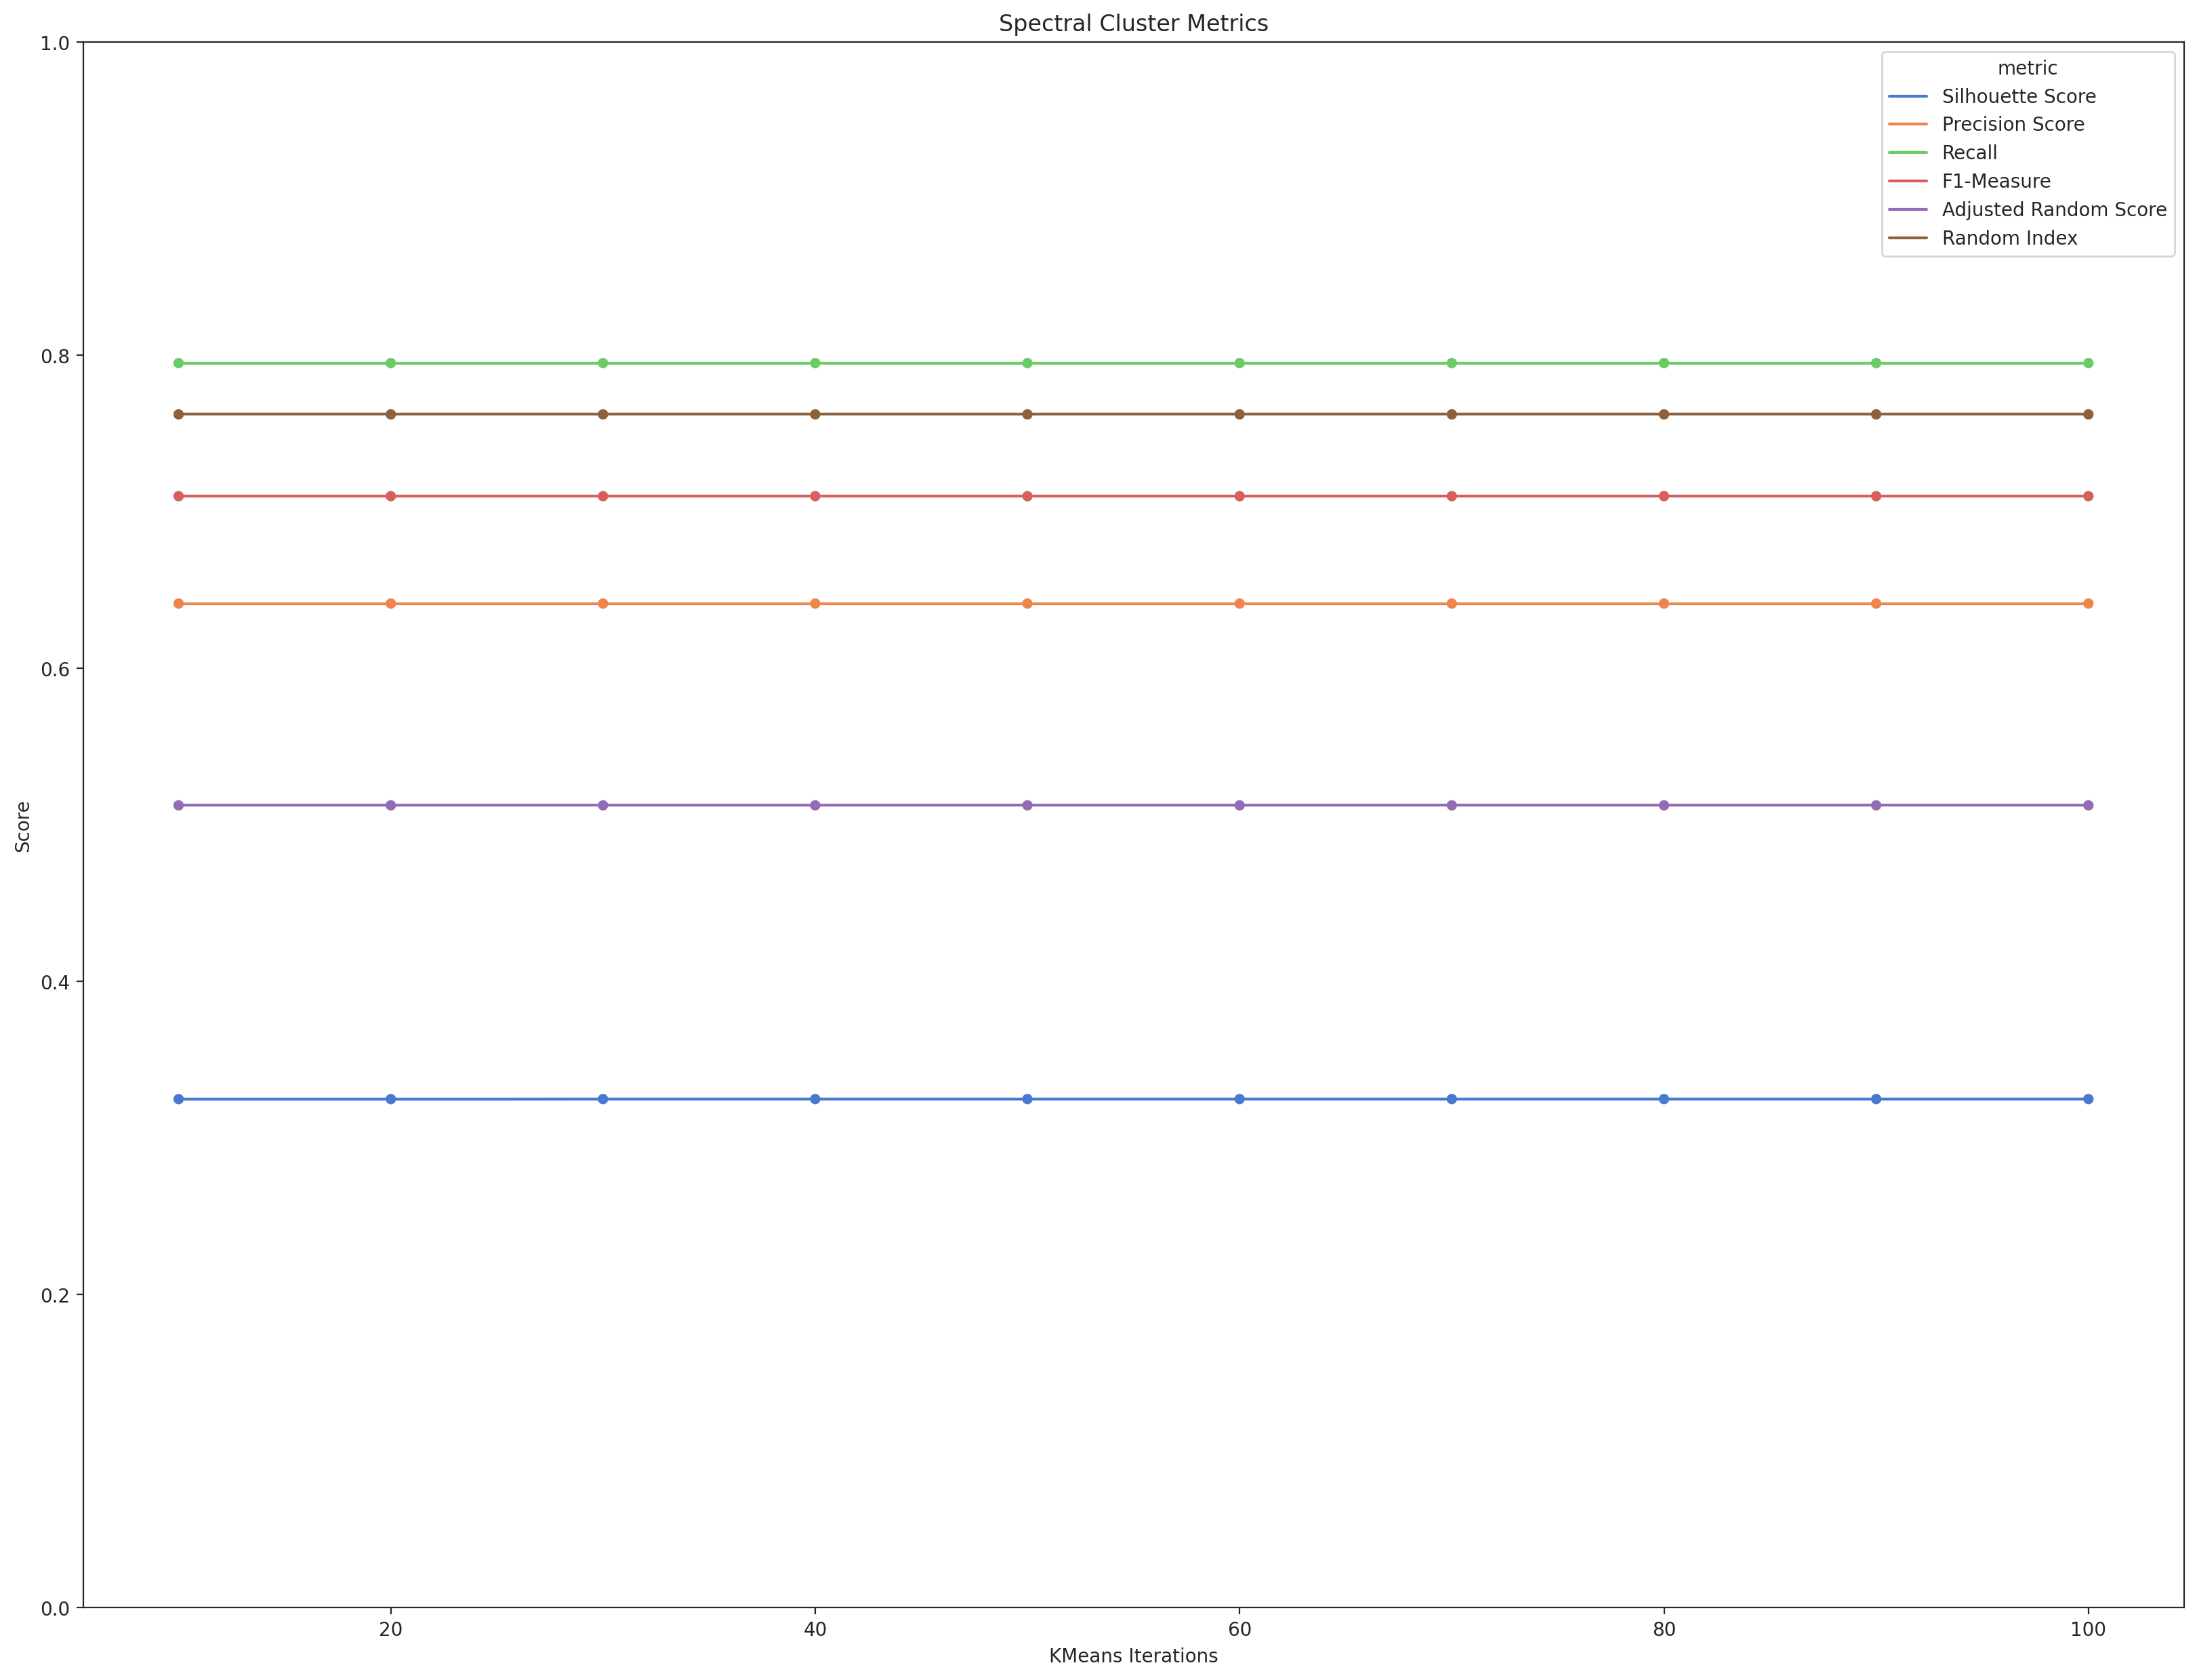 Spectral Cluster Metrics
metric
Silhouette Score
Precision Score
Recall
F1-Measure
Adjusted Random Score
Random Index
1.0
0.8
0.6
0.4
0.2
0.0
Score
20 40 60 80 100
KMeans Iterations